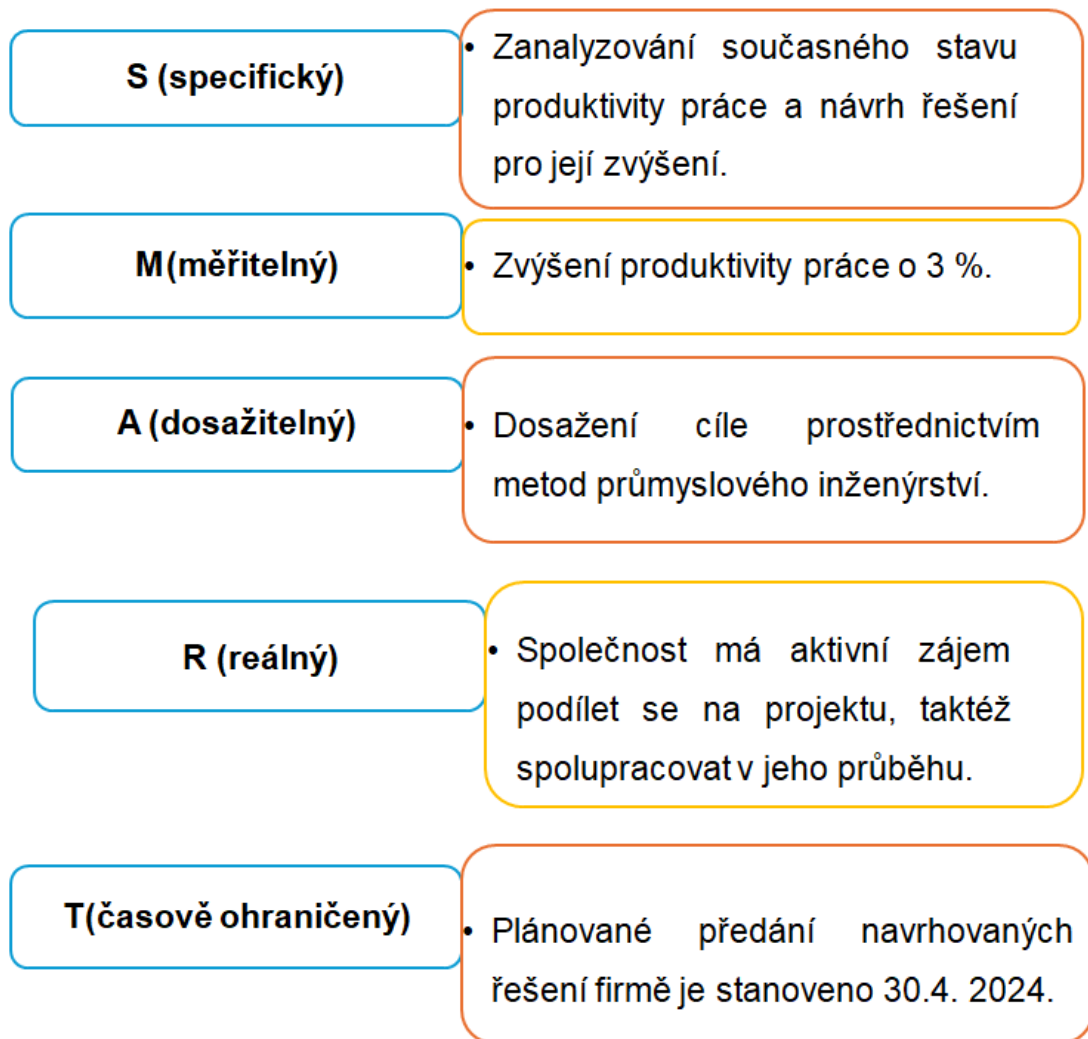 S (specifický)
• Zanalyzování současného stavu
produktivity práce a návrh řešení
pro její zvýšení.
M(měřitelný)
• Zvýšení produktivity práce o 3 %.
A (dosažitelný)
• Dosažení cíle prostřednictvím
metod průmyslového inženýrství.
R (reálný)
• Společnost má aktivní zájem
podílet se na projektu, taktéž
spolupracovat v jeho průběhu.
T(časově ohraničený)
• Plánované předání navrhovaných
řešení firmě je stanoveno 30.4. 2024.